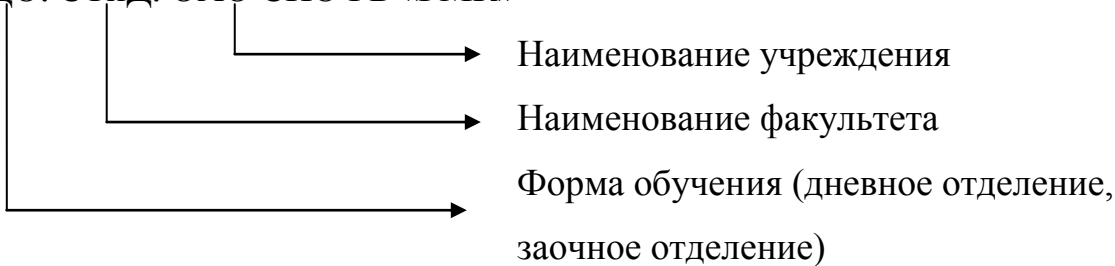 Наименование учреждения
Наименование факультета
Форма обучения (дневное отделение,
заочное отделение)